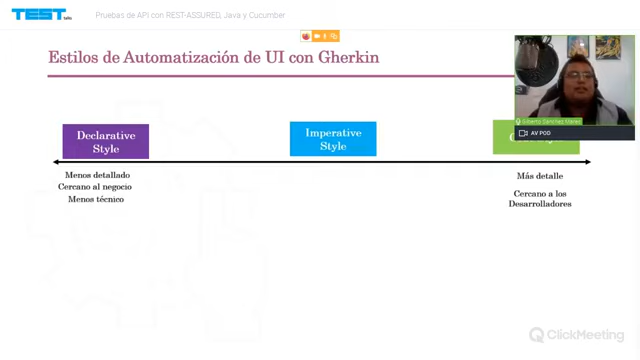 TEST
talks
Pruebas de API con REST-ASSURED, Java y Cucumber
Estilos de Automatización de UI con Gherkin
Declarative
Style
Imperative
Style
Menos detallado
Cercano al negocio
Menos técnico
Más detalle
Cercano a los
Desarrolladores
AV POD
ClickMeeting